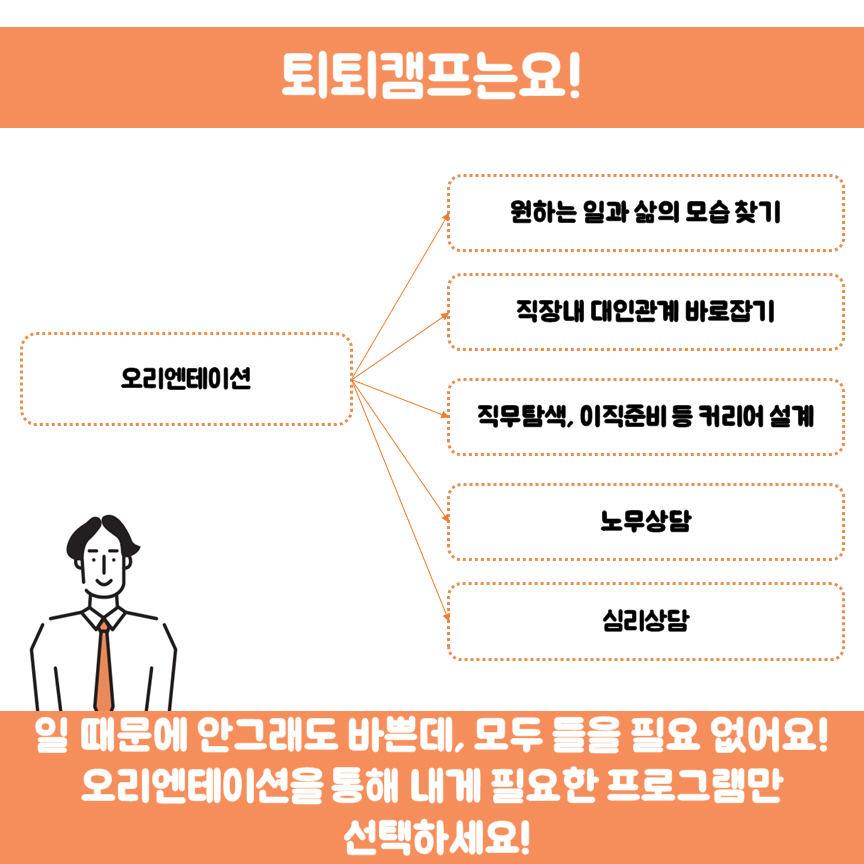 퇴퇴캠프는요!
오리엔테이션
원하는 일과 삶의 모습 찾기
직장내 대인관계 바로잡기
직무탐색, 이직준비 등 커리어 설계
노무상담
심리상담
일 때문에 안그래도 바쁜데, 모두 들을 필요 없어요!
오리엔테이션을 통해 내게 필요한 프로그램만
선택하세요!